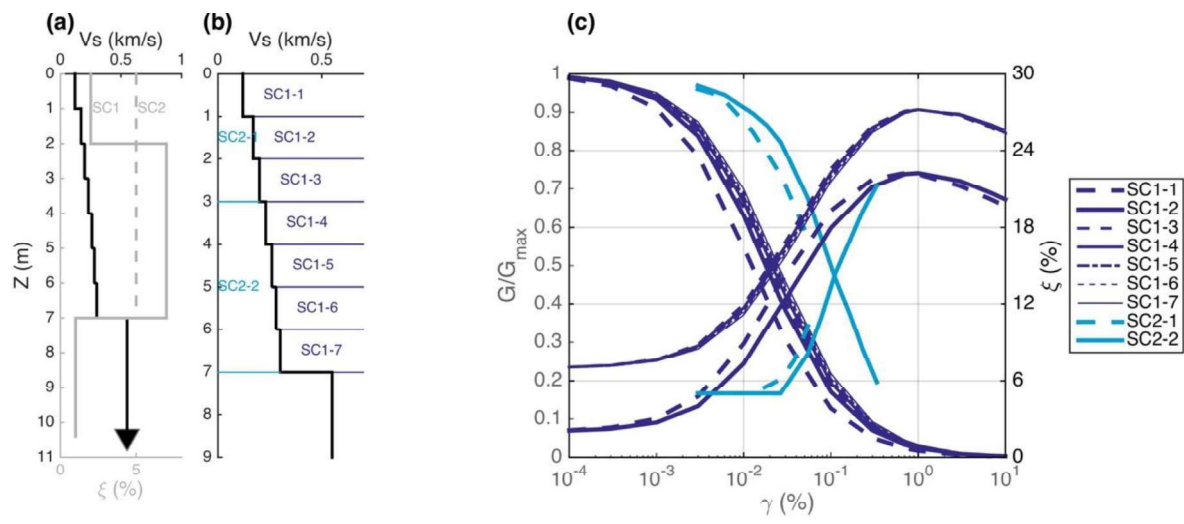 (a)
Vs (km/s)
0 0.5 1
0
1
2
3
4
5
6
7
8
9
10
11
Z (m)
SC1 SC2
0 5
ξ (%)
(b)
Vs (km/s)
0.5
0
1
2
3
4
5
6
7
8
9
SC1-1
SC2-1 SC1-2
SC1-3
SC1-4
SC1-5
SC2-2
SC1-6
SC1-7
(c)
1
0.9
0.8
0.7
0.6
0.5
0.4
0.3
0.2
0.1
0
G/Gmax
30
24
18
12
6
0
ξ (%)
10⁻⁴ 10⁻³ 10⁻² 10⁻¹ 10⁰ 10¹
γ (%)
SC1-1
SC1-2
SC1-3
SC1-4
SC1-5
SC1-6
SC1-7
SC2-1
SC2-2